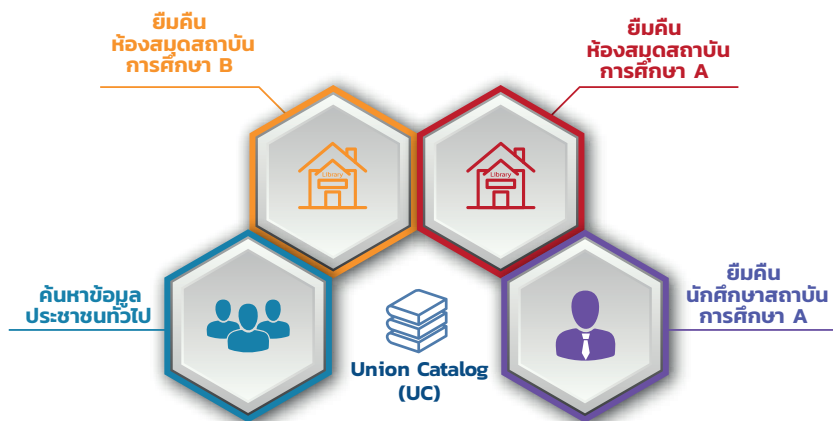 ยืมคืน
ห้องสมุดสถาบัน
การศึกษา B
ยืมคืน
ห้องสมุดสถาบัน
การศึกษา A
Library
Library
ค้นหาข้อมูล
ประชาชนทั่วไป
ยืมคืน
นักศึกษาสถาบัน
การศึกษา A
Union Catalog
(UC)